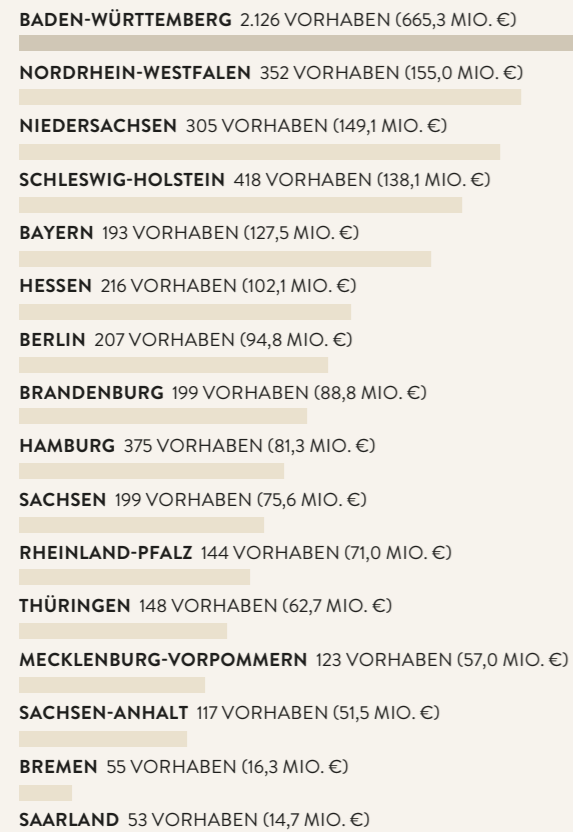 BADEN-WÜRTTEMBERG 2.126 VORHABEN (665,3 MIO. €)
NORDRHEIN-WESTFALEN 352 VORHABEN (155,0 MIO. €)
NIEDERSACHSEN 305 VORHABEN (149,1 MIO. €)
SCHLESWIG-HOLSTEIN 418 VORHABEN (138,1 MIO. €)
BAYERN 193 VORHABEN (127,5 MIO. €)
HESSEN 216 VORHABEN (102,1 MIO. €)
BERLIN 207 VORHABEN (94,8 MIO. €)
BRANDENBURG 199 VORHABEN (88,8 MIO. €)
HAMBURG 375 VORHABEN (81,3 MIO. €)
SACHSEN 199 VORHABEN (75,6 MIO. €)
RHEINLAND-PFALZ 144 VORHABEN (71,0 MIO. €)
THÜRINGEN 148 VORHABEN (62,7 MIO. €)
MECKLENBURG-VORPOMMERN 123 VORHABEN (57,0 MIO. €)
SACHSEN-ANHALT 117 VORHABEN (51,5 MIO. €)
BREMEN 55 VORHABEN (16,3 MIO. €)
SAARLAND 53 VORHABEN (14,7 MIO. €)